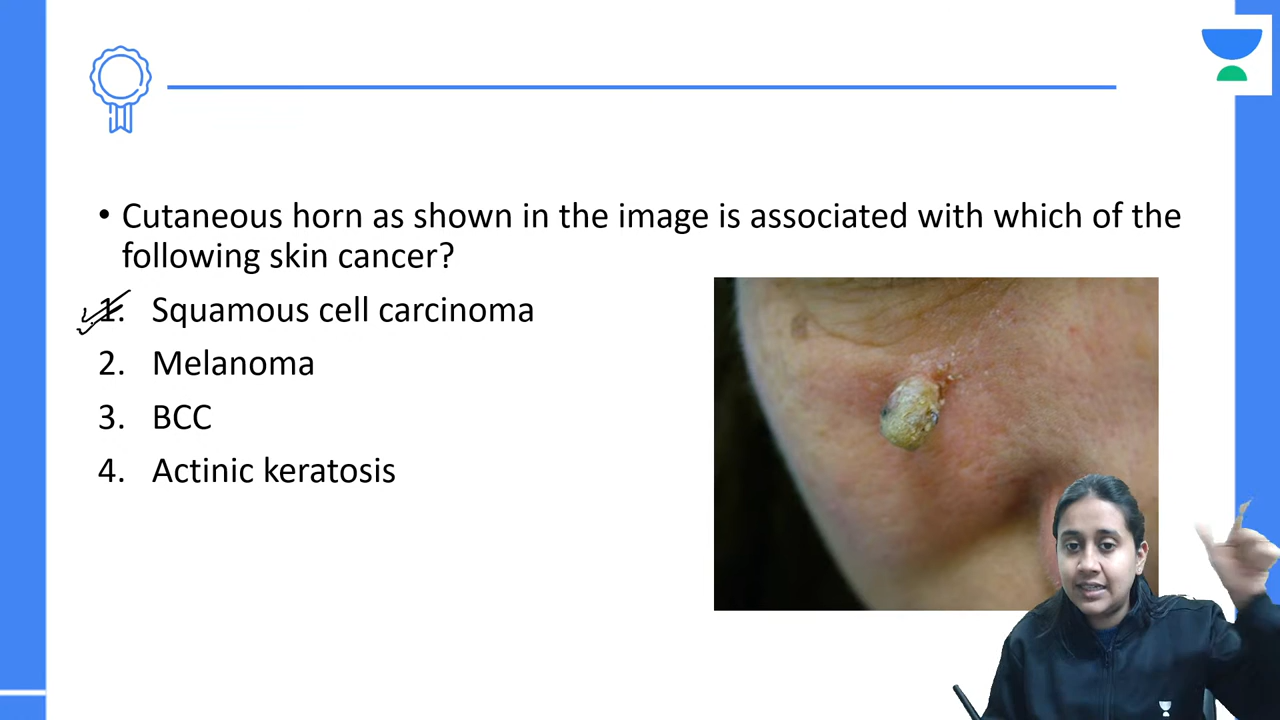 • Cutaneous horn as shown in the image is associated with which of the
following skin cancer?
1. Squamous cell carcinoma
2. Melanoma
3. BCC
4. Actinic keratosis